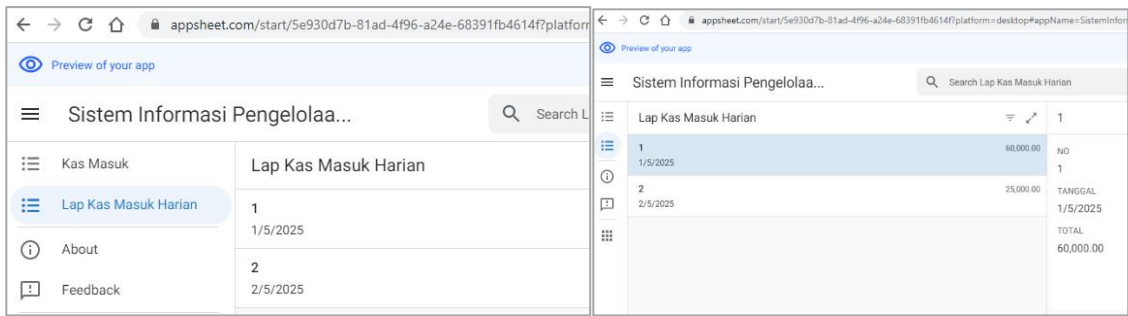 appsheet.com/start/5e930d7b-81ad-4f96-a24e-68391fb4614f?platform
Preview of your app
Sistem Informasi Pengelolaa...
Search L
Kas Masuk
Lap Kas Masuk Harian
About
Feedback
Lap Kas Masuk Harian
1
1/5/2025
2
2/5/2025
appsheet.com/start/5e930d7b-81ad-4f96-a24e-68391fb4614f?platform=desktop#appName=SistemInfor
Preview of your app
Sistem Informasi Pengelolaa...
Search Lap Kas Masuk Harian
Lap Kas Masuk Harian
1 60,000.00
1/5/2025
2 25,000.00
2/5/2025
1
NO
1
TANGGAL
1/5/2025
TOTAL
60,000.00